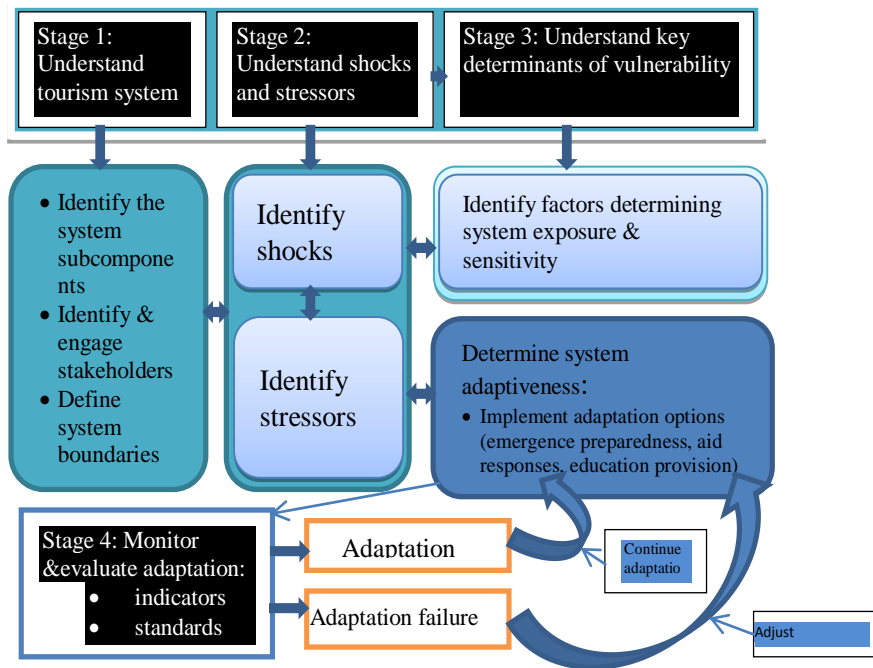 Stage 1:
Understand
tourism system
Stage 2:
Understand shocks
and stressors
Stage 3: Understand key
determinants of vulnerability
• Identify the
system
subcompone
nts
• Identify &
engage
stakeholders
• Define
system
boundaries
Identify
shocks
Identify
stressors
Identify factors determining
system exposure &
sensitivity
Determine system
adaptiveness:
• Implement adaptation options
(emergence preparedness, aid
responses, education provision)
Stage 4: Monitor
&evaluate adaptation:
• indicators
• standards
Adaptation
Adaptation failure
Continue
adaptatio
Adjust